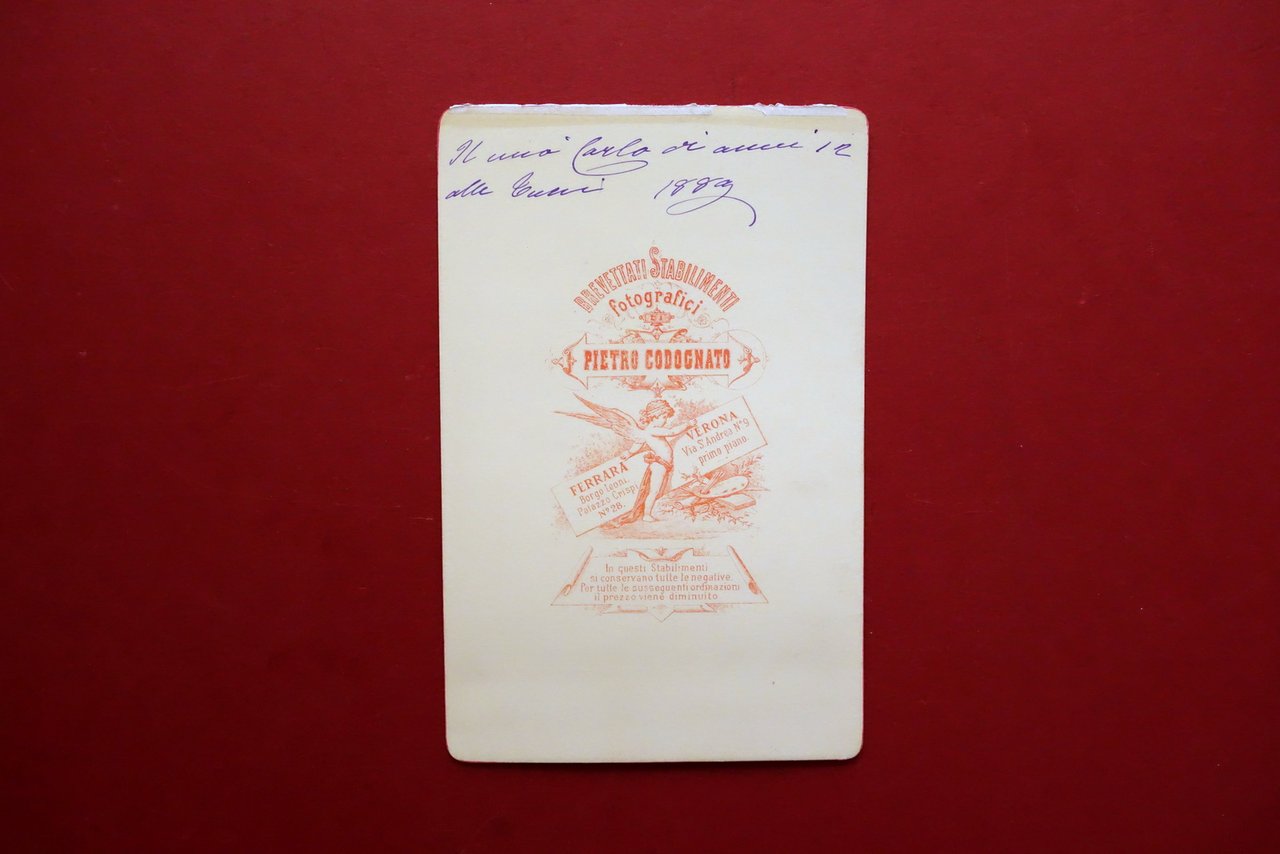 Il mio Carlo di anni 12
alle 1889
BREVETTATI STABILIMENTI
fotografici
PIETRO CODOGNATO
VERONA
Via S. Andrea Nº 9
primo piano.
FERRARA
Borgo Leoni.
Palazzo Crispi
Nº 28.
In questi Stabilimenti
si conservano tutte le negative.
Per tutte le susseguenti ordinazioni
il prezzo viene diminuito